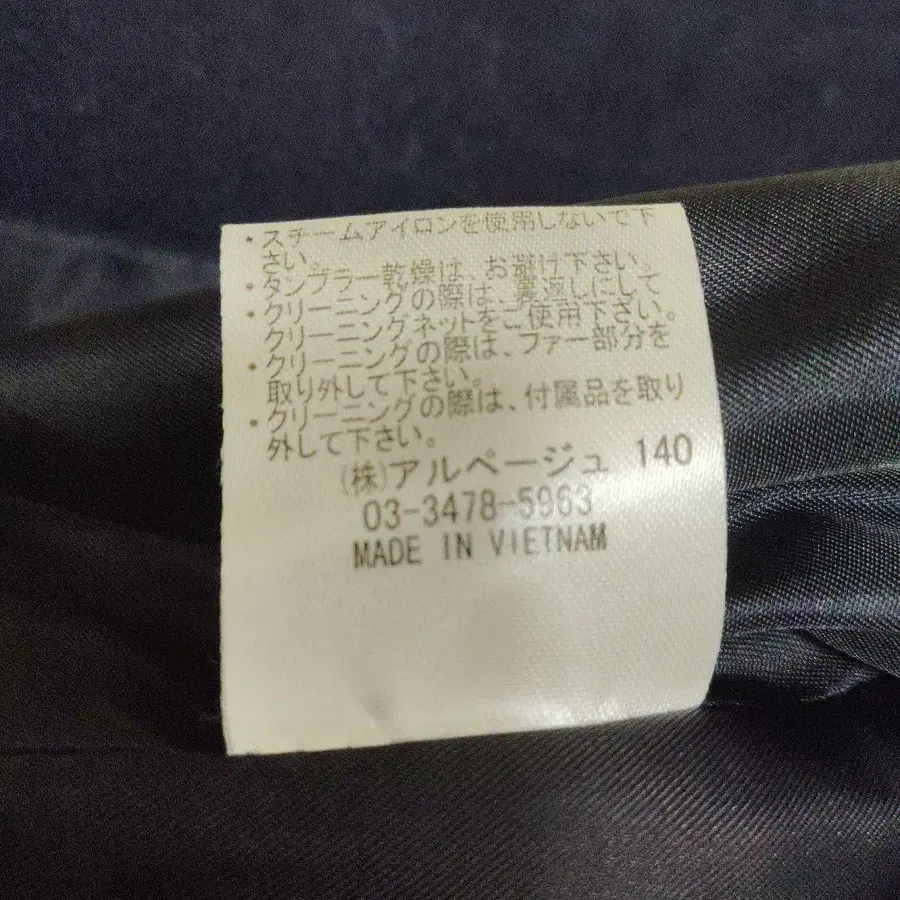 ・スチームアイロンを使用しないで下
さい。
・タンブラー乾燥は、お避け下さい。
・クリーニングの際は、裏返しにして
クリーニングネットをご使用下さい。
・クリーニングの際は、ファー部分を
取り外して下さい。
・クリーニングの際は、付属品を取り
外して下さい。
(株)アルページュ 140
03-3478-5963
MADE IN VIETNAM